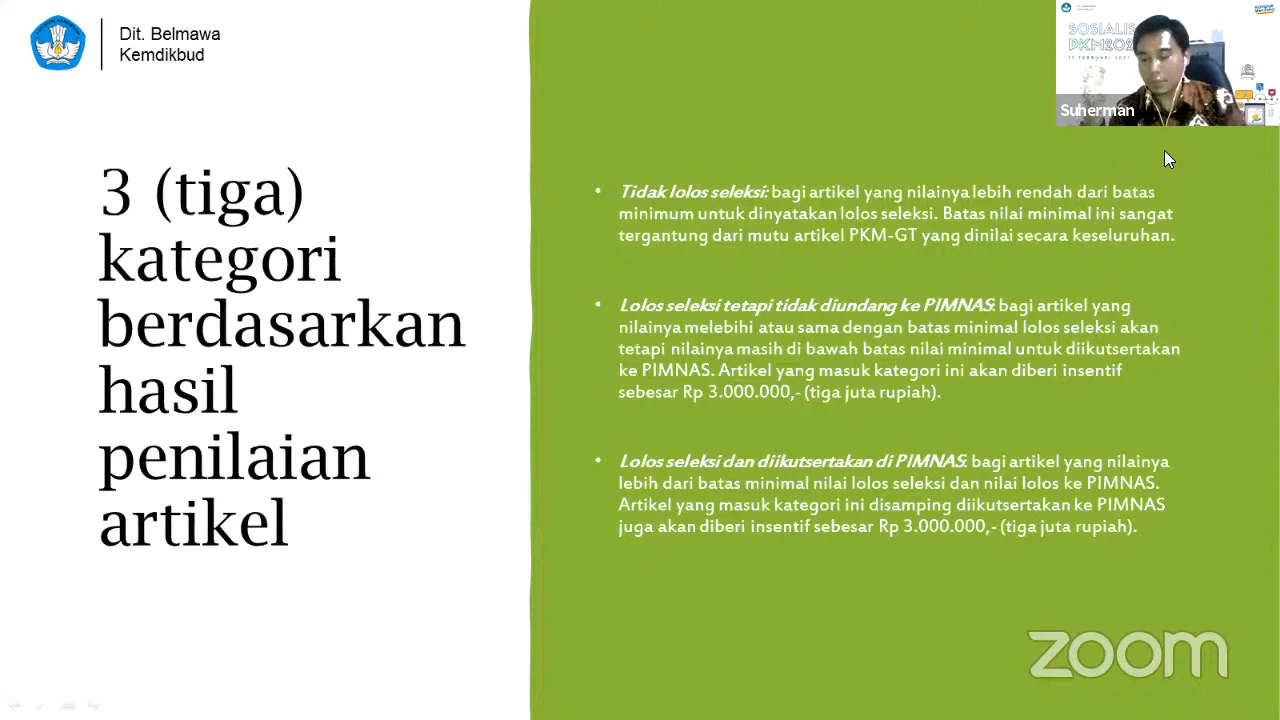 Dit. Belmawa
Kemdikbud
3 (tiga)
kategori
berdasarkan
hasil
penilaian
artikel
• Tidak lolos seleksi: bagi artikel yang nilainya lebih rendah dari batas
minimum untuk dinyatakan lolos seleksi. Batas nilai minimal ini sangat
tergantung dari mutu artikel PKM-GT yang dinilai secara keseluruhan.
• Lolos seleksi tetapi tidak diundang ke PIMNAS: bagi artikel yang
nilainya melebihi atau sama dengan batas minimal lolos seleksi akan
tetapi nilainya masih di bawah batas nilai minimal untuk diikutsertakan
ke PIMNAS. Artikel yang masuk kategori ini akan diberi insentif
sebesar Rp 3.000.000,- (tiga juta rupiah).
• Lolos seleksi dan diikutsertakan di PIMNAS: bagi artikel yang nilainya
lebih dari batas minimal nilai lolos seleksi dan nilai lolos ke PIMNAS.
Artikel yang masuk kategori ini disamping diikutsertakan ke PIMNAS
juga akan diberi insentif sebesar Rp 3.000.000,- (tiga juta rupiah).
SOSIALIS
PKM202
Suherman
zoom